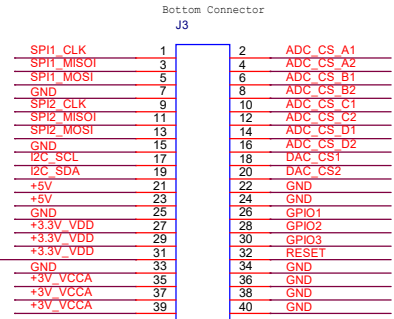 Bottom Connector
J3
SPI1_CLK 1 2 ADC_CS_A1
SPI1_MISOI 3 4 ADC_CS_A2
SPI1_MOSI 5 6 ADC_CS_B1
GND 7 8 ADC_CS_B2
SPI2_CLK 9 10 ADC_CS_C1
SPI2_MISOI 11 12 ADC_CS_C2
SPI2_MOSI 13 14 ADC_CS_D1
GND 15 16 ADC_CS_D2
I2C_SCL 17 18 DAC_CS1
I2C_SDA 19 20 DAC_CS2
+5V 21 22 GND
+5V 23 24 GND
GND 25 26 GPIO1
+3.3V_VDD 27 28 GPIO2
+3.3V_VDD 29 30 GPIO3
+3.3V_VDD 31 32 RESET
GND 33 34 GND
+3V_VCCA 35 36 GND
+3V_VCCA 37 38 GND
+3V_VCCA 39 40 GND